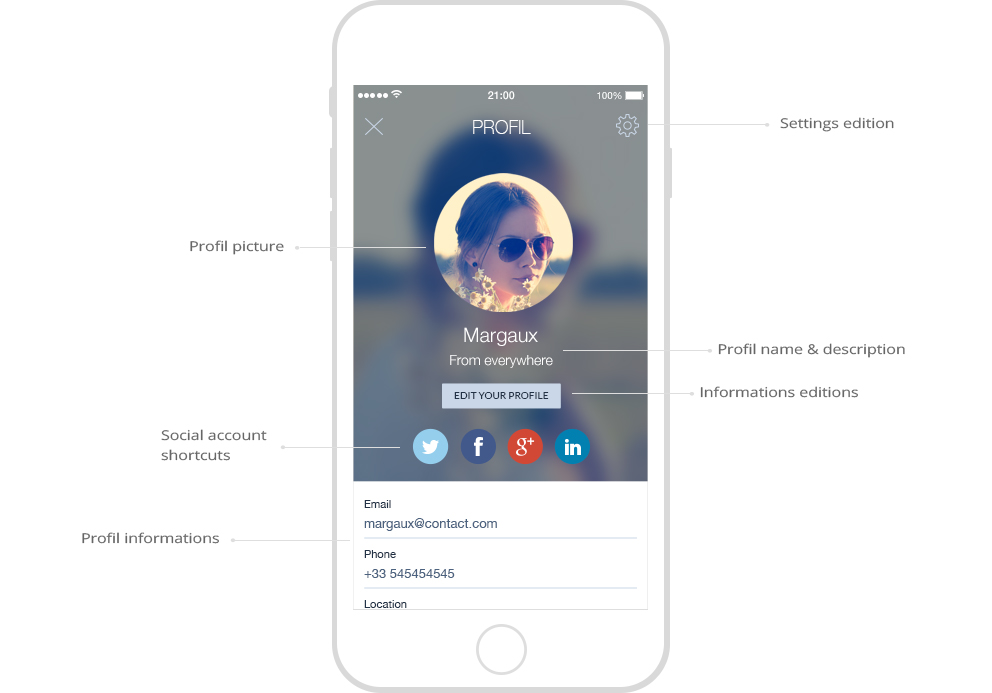 21:00
100%
PROFIL
Settings edition
Profil picture
Margaux
From everywhere
Profil name & description
EDIT YOUR PROFILE
Informations editions
Social account
shortcuts
f
g+
in
Email
margaux@contact.com
Profil informations
Phone
+33 545454545
Location